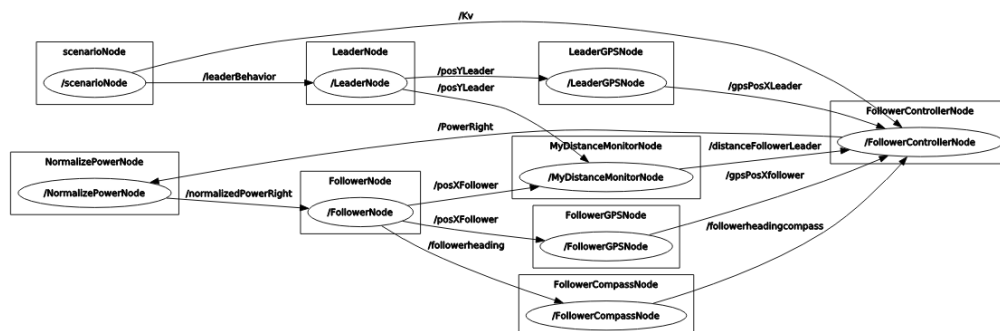 /Kv
scenarioNode
/scenarioNode
/leaderBehavior
LeaderNode
/LeaderNode
/posYLeader
/posYLeader
LeaderGPSNode
/LeaderGPSNode
/gpsPosXLeader
FollowerControllerNode
/FollowerControllerNode
/PowerRight
MyDistanceMonitorNode
/MyDistanceMonitorNode
/distanceFollowerLeader
NormalizePowerNode
/NormalizePowerNode
/normalizedPowerRight
FollowerNode
/FollowerNode
/posXFollower
/posXFollower
/followerheading
/gpsPosXfollower
FollowerGPSNode
/FollowerGPSNode
/followerheadingcompass
FollowerCompassNode
/FollowerCompassNode